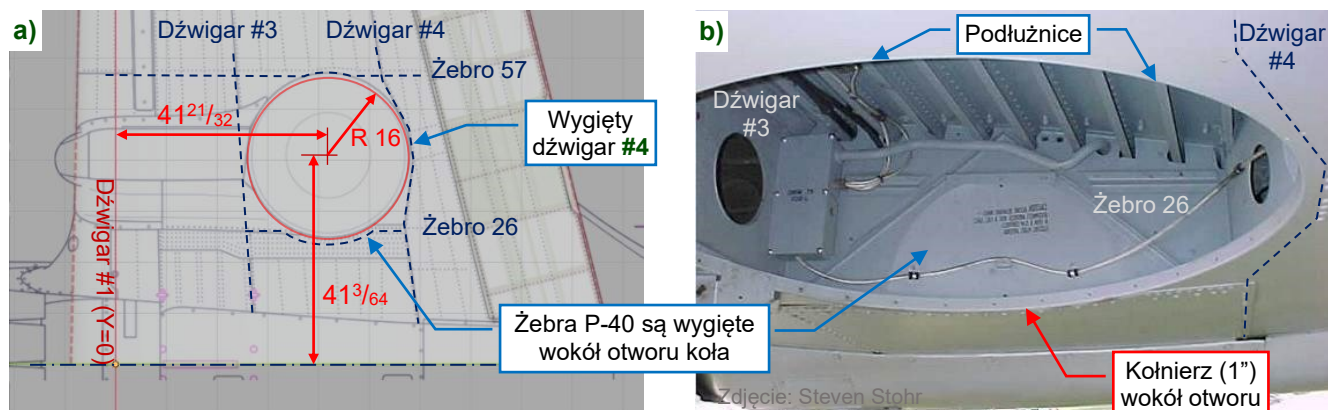 a)
Dźwigar #3
Dźwigar #4
Żebro 57
41 21/32
R 16
Wygięty
dźwigar #4
Dźwigar #1 (Y=0)
Żebro 26
41 3/64
Żebra P-40 są wygięte
wokół otworu koła
b)
Podłużnice
Dźwigar
#4
Dźwigar
#3
Żebro 26
Kołnierz (1”)
wokół otworu
Zdjęcie: Steven Stohr